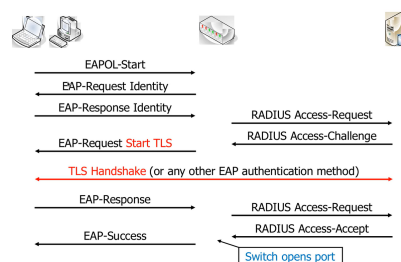 EAPOL-Start
EAP-Request Identity
EAP-Response Identity
RADIUS Access-Request
RADIUS Access-Challenge
EAP-Request Start TLS
TLS Handshake (or any other EAP authentication method)
EAP-Response
RADIUS Access-Request
RADIUS Access-Accept
EAP-Success
Switch opens port